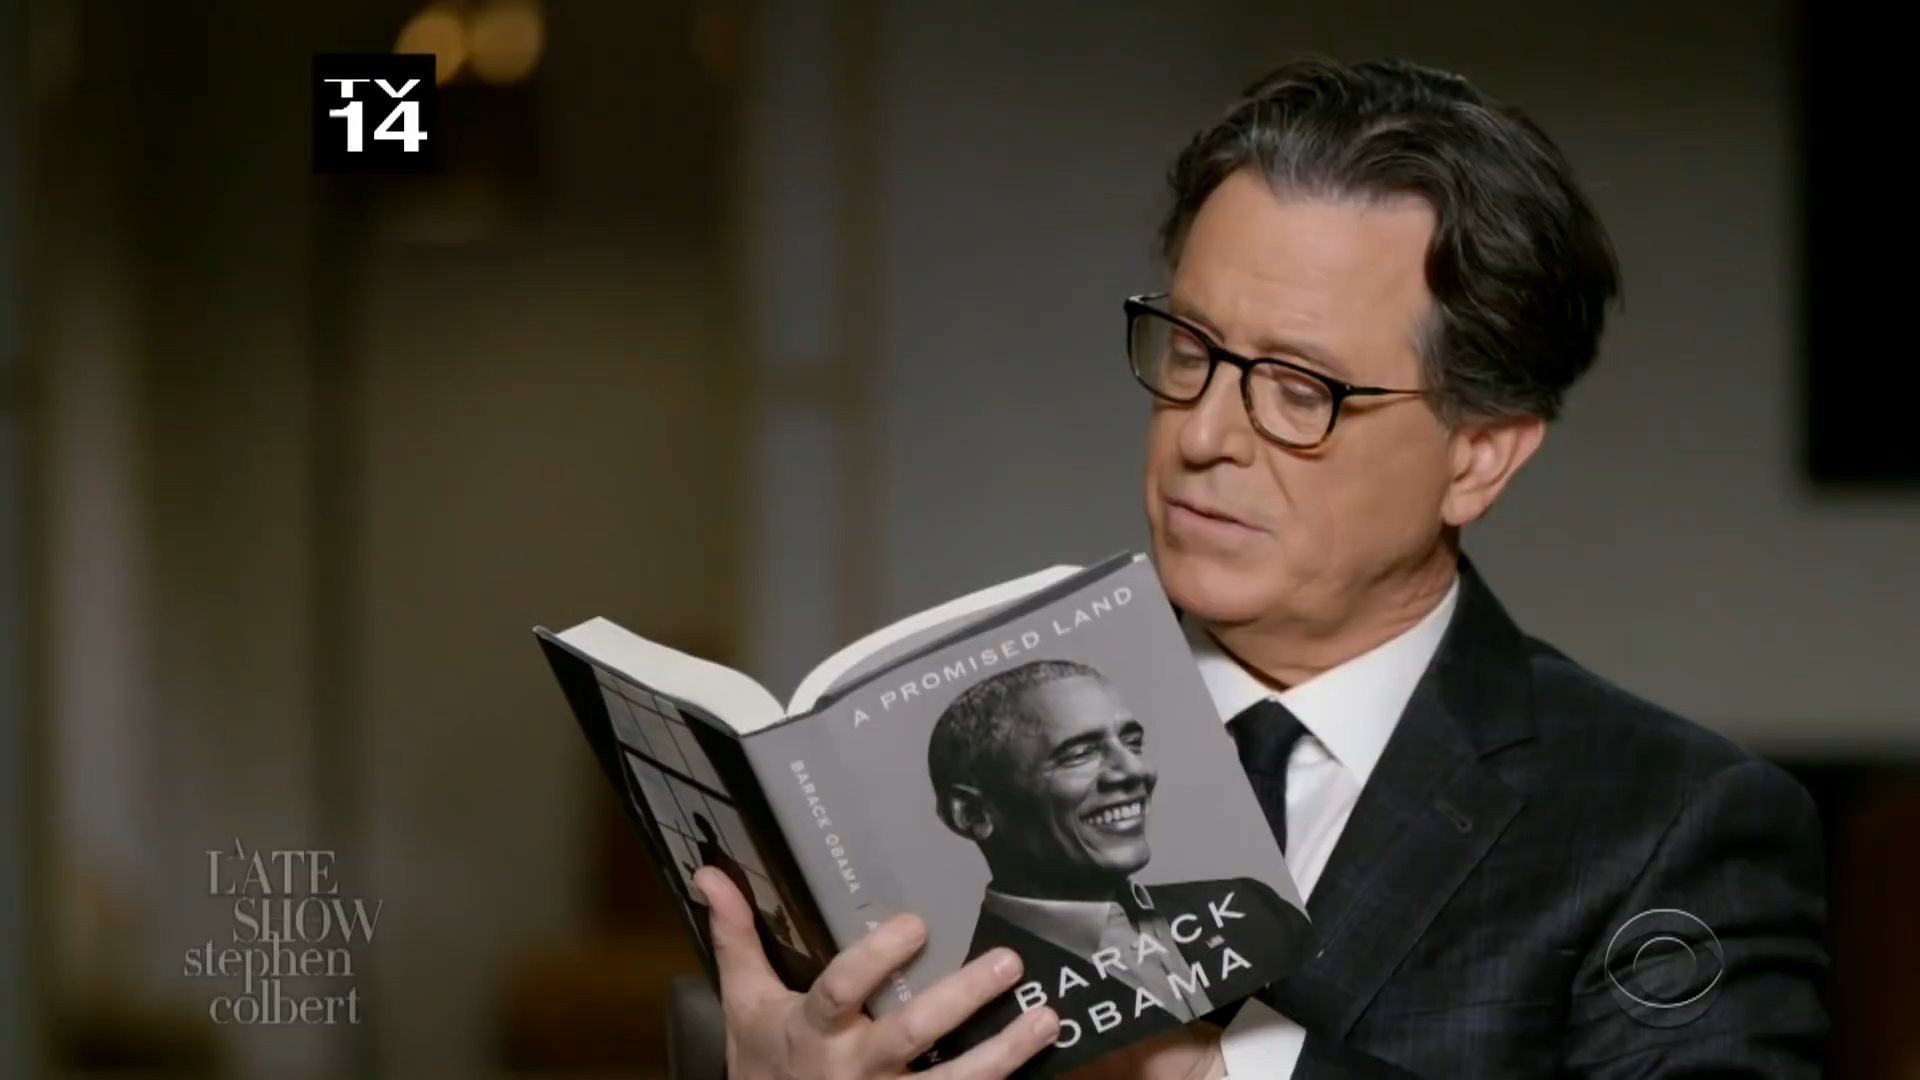 TV
14
A PROMISED LAND
BARACK OBAMA
BARACK
OBAMA
A
LATE
SHOW
stephen
colbert